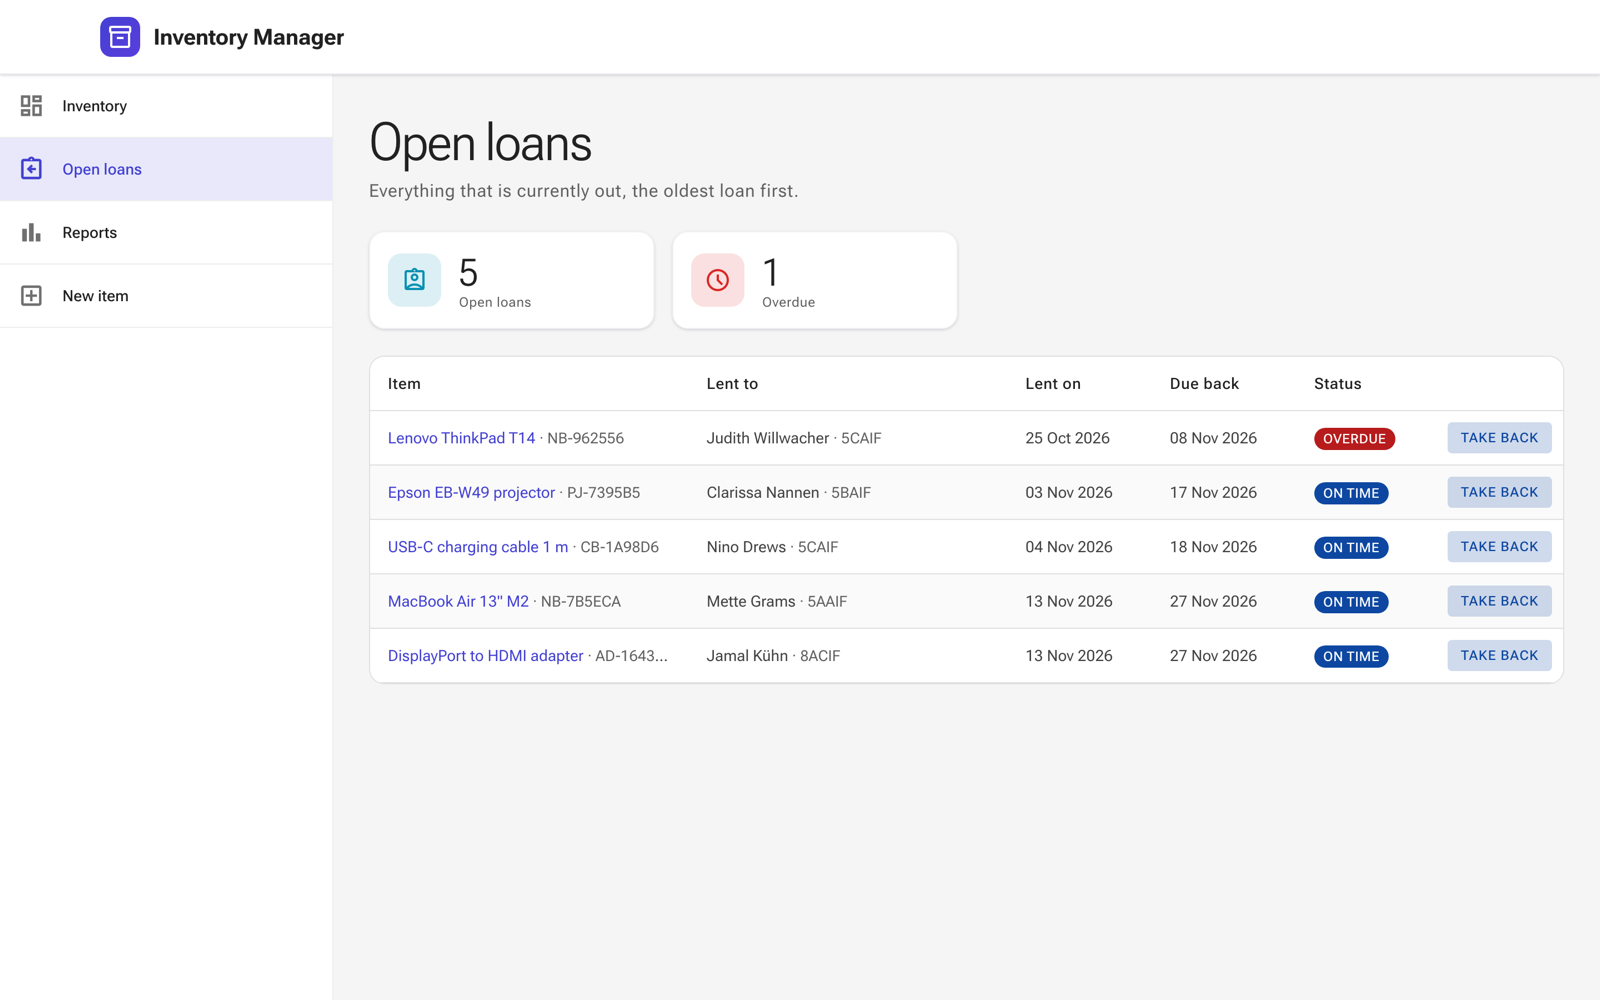 Inventory Manager
Inventory
Open loans
Reports
New item
Open loans
Everything that is currently out, the oldest loan first.
5
Open loans
1
Overdue
Item Lent to Lent on Due back Status
Lenovo ThinkPad T14 · NB-962556 Judith Willwacher · 5CAIF 25 Oct 2026 08 Nov 2026 OVERDUE TAKE BACK
Epson EB-W49 projector · PJ-7395B5 Clarissa Nannen · 5BAIF 03 Nov 2026 17 Nov 2026 ON TIME TAKE BACK
USB-C charging cable 1 m · CB-1A98D6 Nino Drews · 5CAIF 04 Nov 2026 18 Nov 2026 ON TIME TAKE BACK
MacBook Air 13" M2 · NB-7B5ECA Mette Grams · 5AAIF 13 Nov 2026 27 Nov 2026 ON TIME TAKE BACK
DisplayPort to HDMI adapter · AD-1643... Jamal Kühn · 8ACIF 13 Nov 2026 27 Nov 2026 ON TIME TAKE BACK